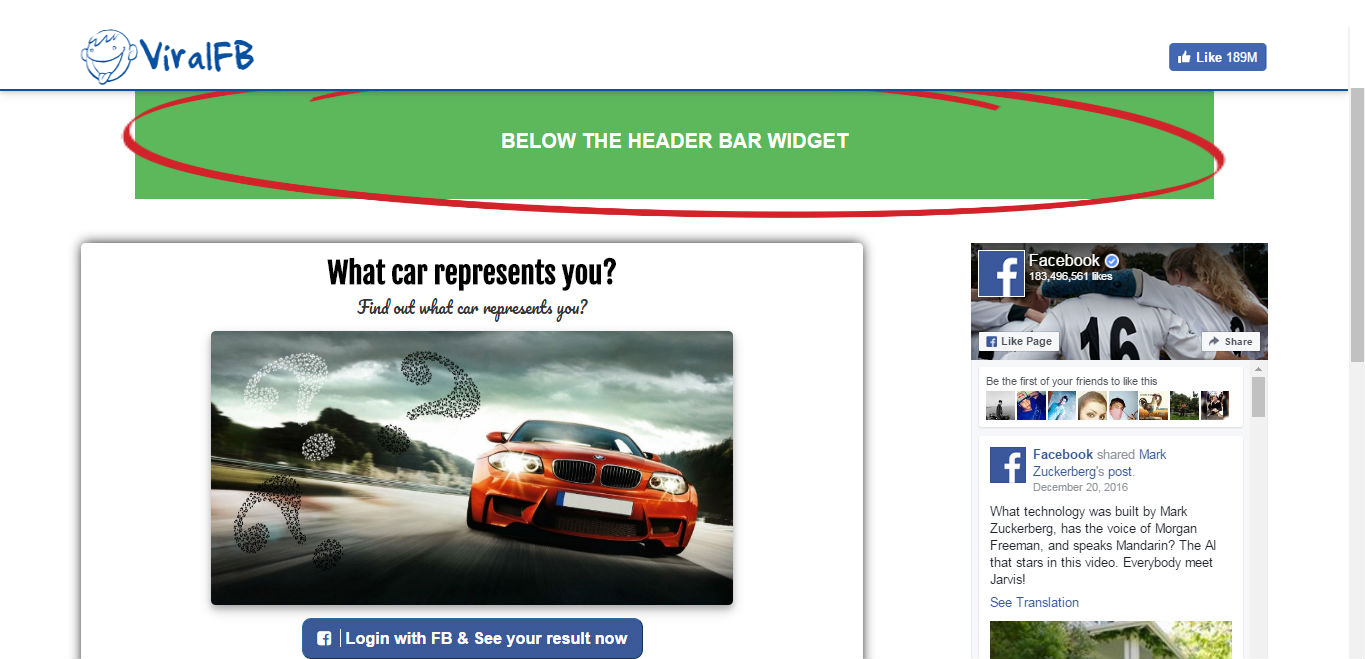 ViralFB
Like 189M
BELOW THE HEADER BAR WIDGET
What car represents you?
Find out what car represents you?
Login with FB & See your result now
Facebook
183,496,561 likes
16
Like Page
Share
Be the first of your friends to like this
Facebook shared Mark
Zuckerberg's post.
December 20, 2016
What technology was built by Mark
Zuckerberg, has the voice of Morgan
Freeman, and speaks Mandarin? The AI
that stars in this video. Everybody meet
Jarvis!
See Translation